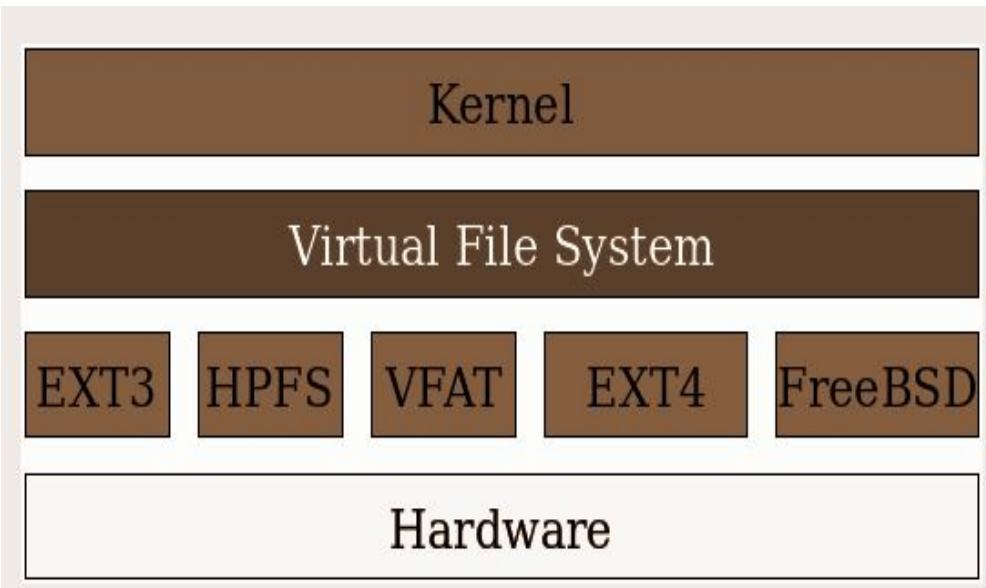 Kernel
Virtual File System
EXT3 HPFS VFAT EXT4 FreeBSD
Hardware